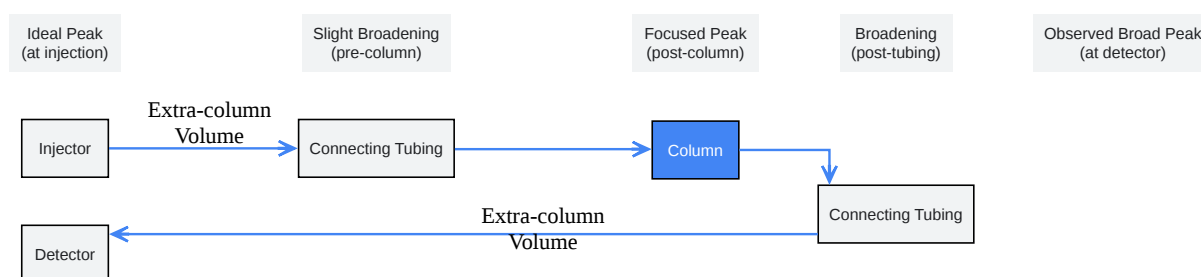 Ideal Peak
(at injection)
Slight Broadening
(pre-column)
Focused Peak
(post-column)
Broadening
(post-tubing)
Observed Broad Peak
(at detector)
Extra-column
Volume
Injector
Connecting Tubing
Column
Connecting Tubing
Extra-column
Volume
Detector